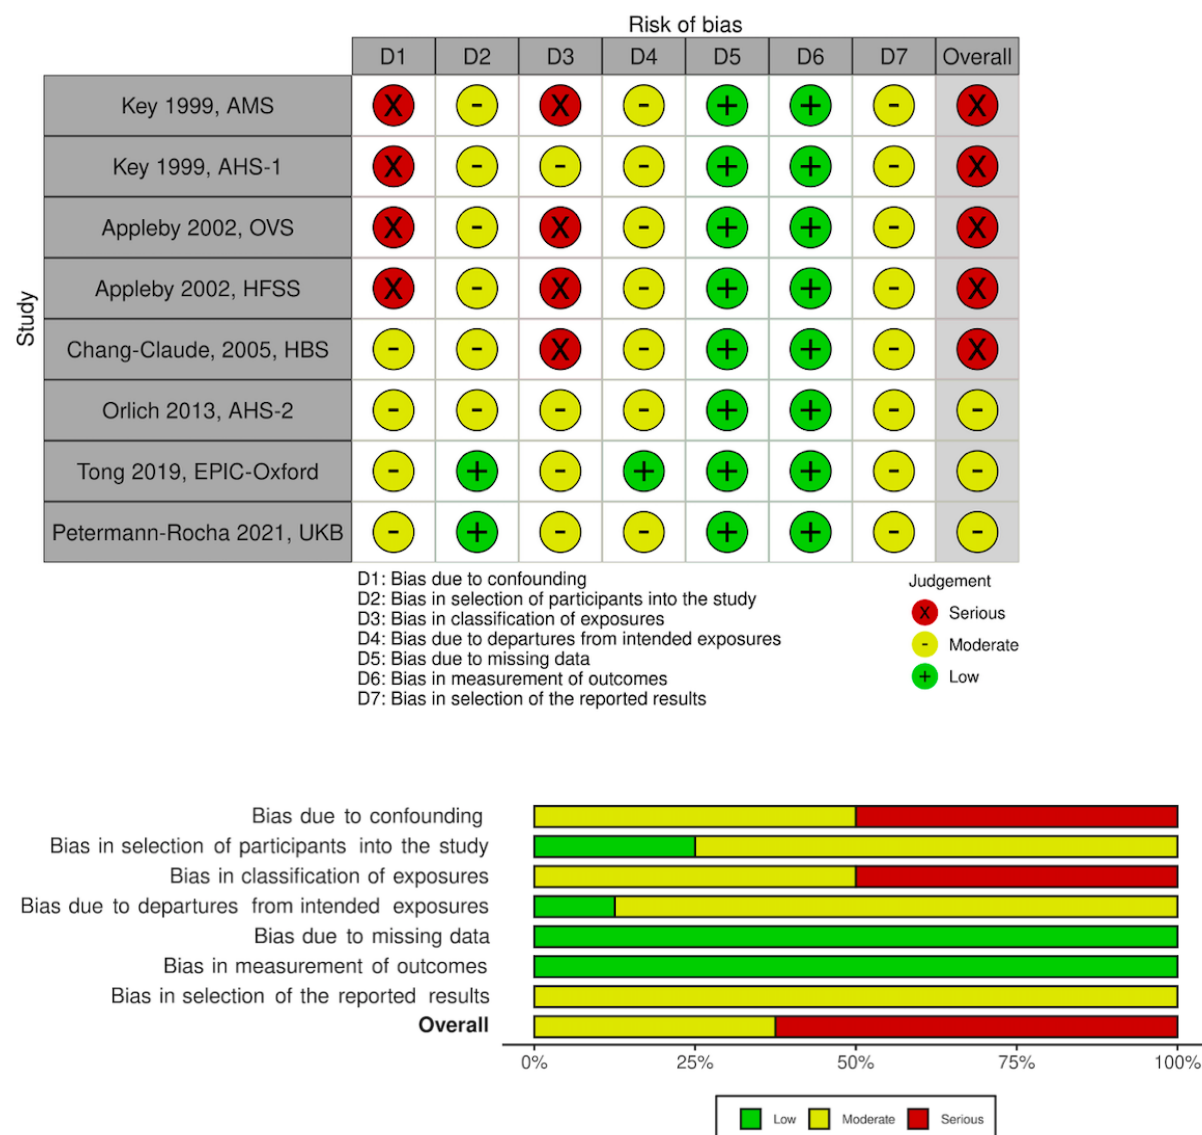 Risk of bias
D1 D2 D3 D4 D5 D6 D7 Overall
Study
Key 1999, AMS X - X - + + - X
Key 1999, AHS-1 X - - - + + - X
Appleby 2002, OVS X - X - + + - X
Appleby 2002, HFSS X - X - + + - X
Chang-Claude, 2005, HBS - - X - + + - X
Orlich 2013, AHS-2 - - - - + + - -
Tong 2019, EPIC-Oxford - + - + + + - -
Petermann-Rocha 2021, UKB - + - - + + - -
D1: Bias due to confounding
D2: Bias in selection of participants into the study
D3: Bias in classification of exposures
D4: Bias due to departures from intended exposures
D5: Bias due to missing data
D6: Bias in measurement of outcomes
D7: Bias in selection of the reported results
Judgement
X Serious
- Moderate
+ Low
Bias due to confounding
Bias in selection of participants into the study
Bias in classification of exposures
Bias due to departures from intended exposures
Bias due to missing data
Bias in measurement of outcomes
Bias in selection of the reported results
Overall
0% 25% 50% 75% 100%
Low Moderate Serious